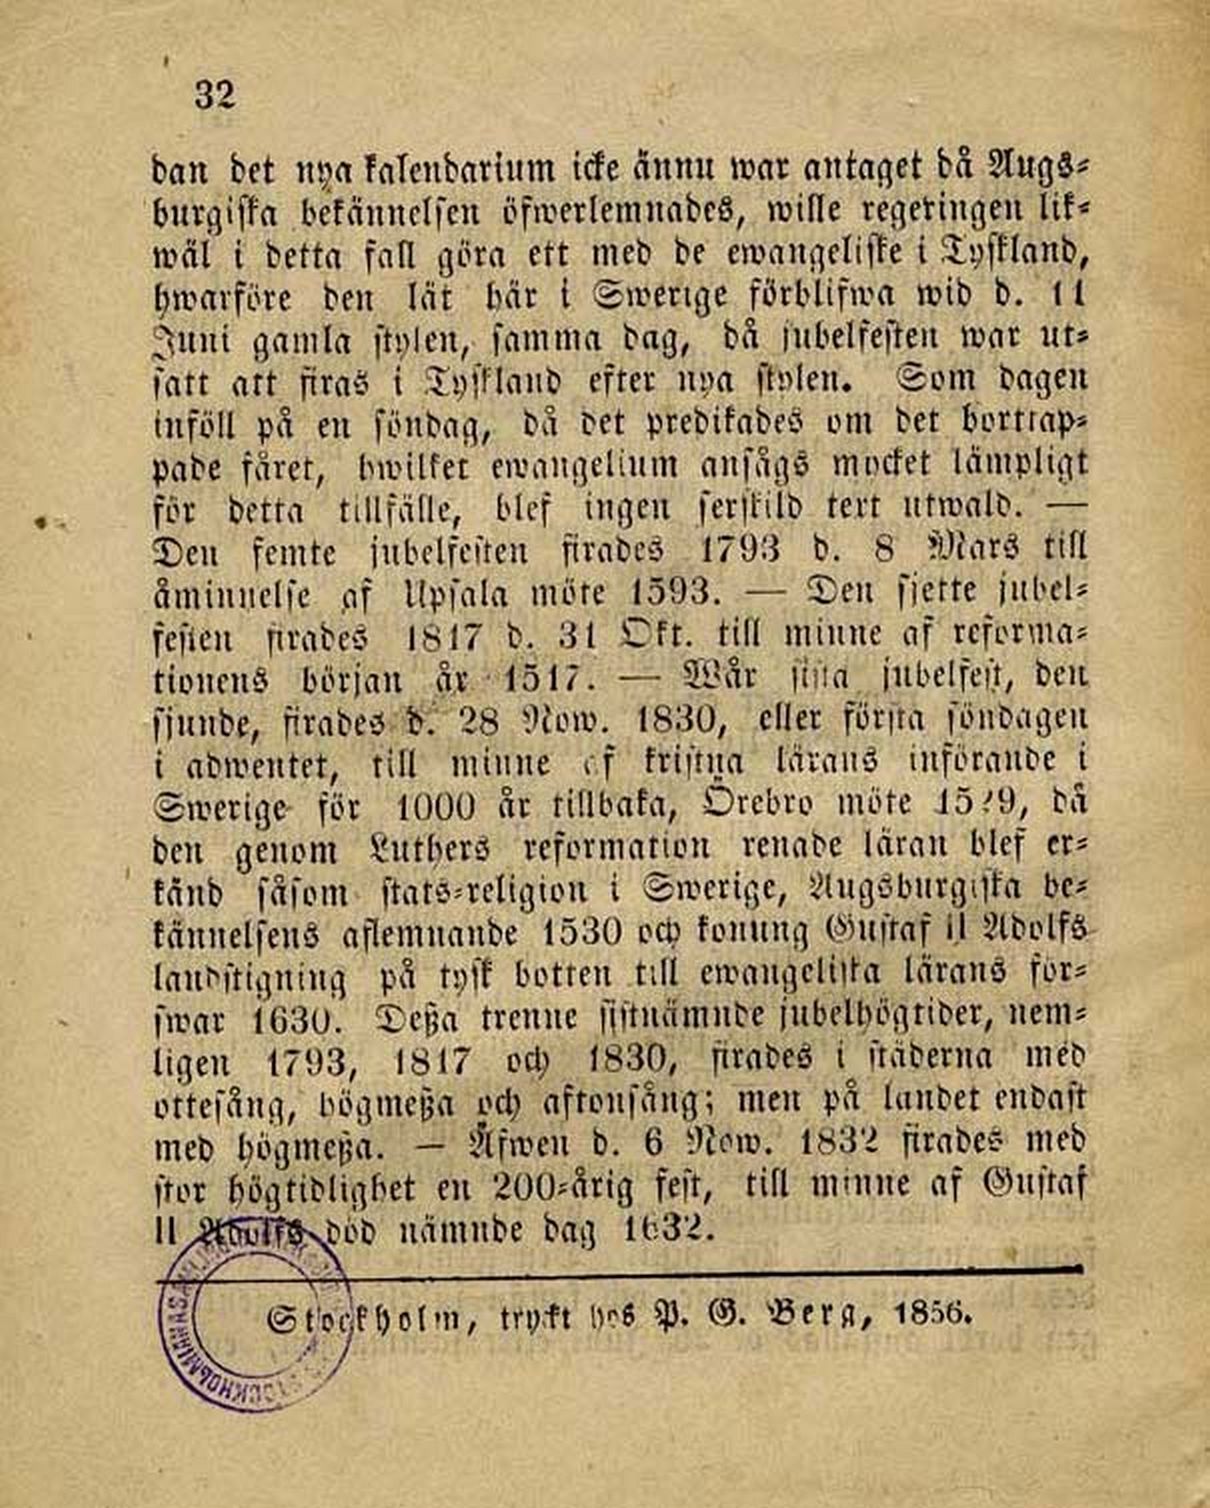 32
dan det nya kalendarium icke ännu war antaget då Augs-
burgiska bekännelsen öfwerlemnades, wille regeringen lik-
wäl i detta fall göra ett med de ewangeliske i Tyskland,
hwarföre den lät här i Swerige förblifwa wid d. 11
Juni gamla stylen, samma dag, då jubelfesten war ut-
satt att firas i Tyskland efter nya stylen. Som dagen
inföll på en söndag, då det predikades om det borttap-
pade fåret, hwilket ewangelium ansågs mycket lämpligt
för detta tillfälle, blef ingen serskild text utwald. —
Den femte jubelfesten firades 1793 d. 8 Mars till
åminnelse af Upsala möte 1593. — Den sjette jubel-
festen firades 1817 d. 31 Okt. till minne af reforma-
tionens början år 1517. — Wår sista jubelfest, den
sjunde, firades d. 28 Now. 1830, eller första söndagen
i adwentet, till minne af kristna lärans införande i
Swerige för 1000 år tillbaka, Örebro möte 1529, då
den genom Luthers reformation renade läran blef er-
känd såsom stats-religion i Swerige, Augsburgiska be-
kännelsens aflemnande 1530 och konung Gustaf II Adolfs
landstigning på tysk botten till ewangeliska lärans för-
swar 1630. Deßa trenne sistnämnde jubelhögtider, nem-
ligen 1793, 1817 och 1830, firades i städerna med
ottesång, högmeßa och aftonsång; men på landet endast
med högmeßa. — Äfwen d. 6 Now. 1832 firades med
stor högtidlighet en 200-årig fest, till minne af Gustaf
II Adolfs död nämnde dag 1632.
Stockholm, tryckt hos P. G. Berg, 1856.